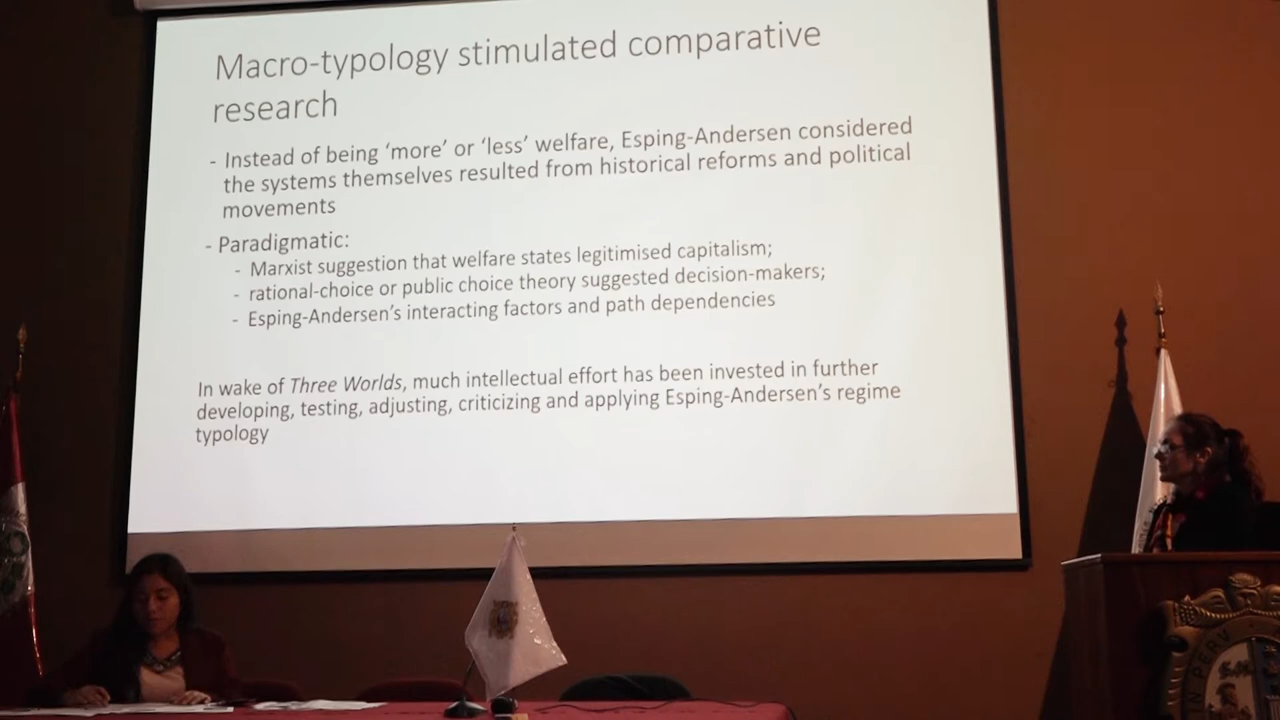 Macro-typology stimulated comparative
research
- Instead of being ‘more’ or ‘less’ welfare, Esping-Andersen considered
the systems themselves resulted from historical reforms and political
movements
- Paradigmatic:
- Marxist suggestion that welfare states legitimised capitalism;
- rational-choice or public choice theory suggested decision-makers;
- Esping-Andersen’s interacting factors and path dependencies
In wake of Three Worlds, much intellectual effort has been invested in further
developing, testing, adjusting, criticizing and applying Esping-Andersen’s regime
typology
IN PERV